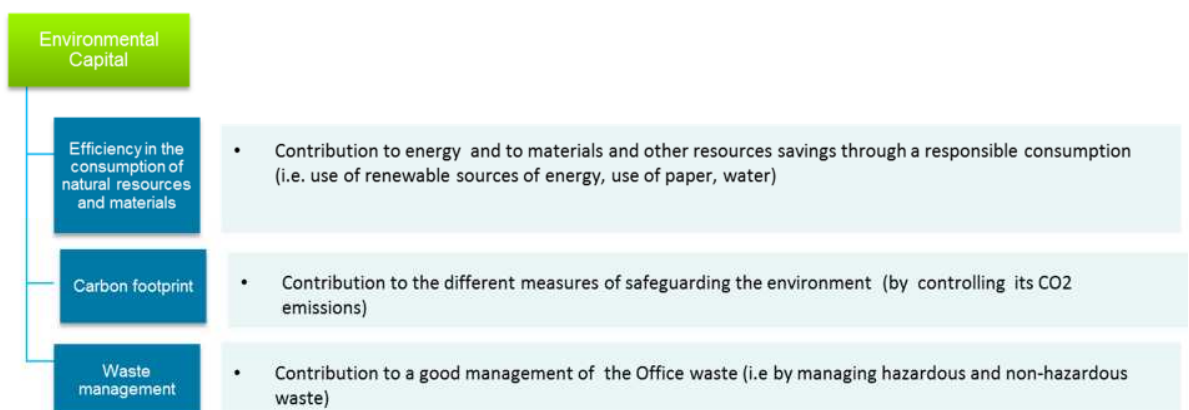 Environmental
Capital
Efficiency in the
consumption of
natural resources
and materials
• Contribution to energy and to materials and other resources savings through a responsible consumption
(i.e. use of renewable sources of energy, use of paper, water)
Carbon footprint
• Contribution to the different measures of safeguarding the environment (by controlling its CO2
emissions)
Waste
management
• Contribution to a good management of the Office waste (i.e by managing hazardous and non-hazardous
waste)